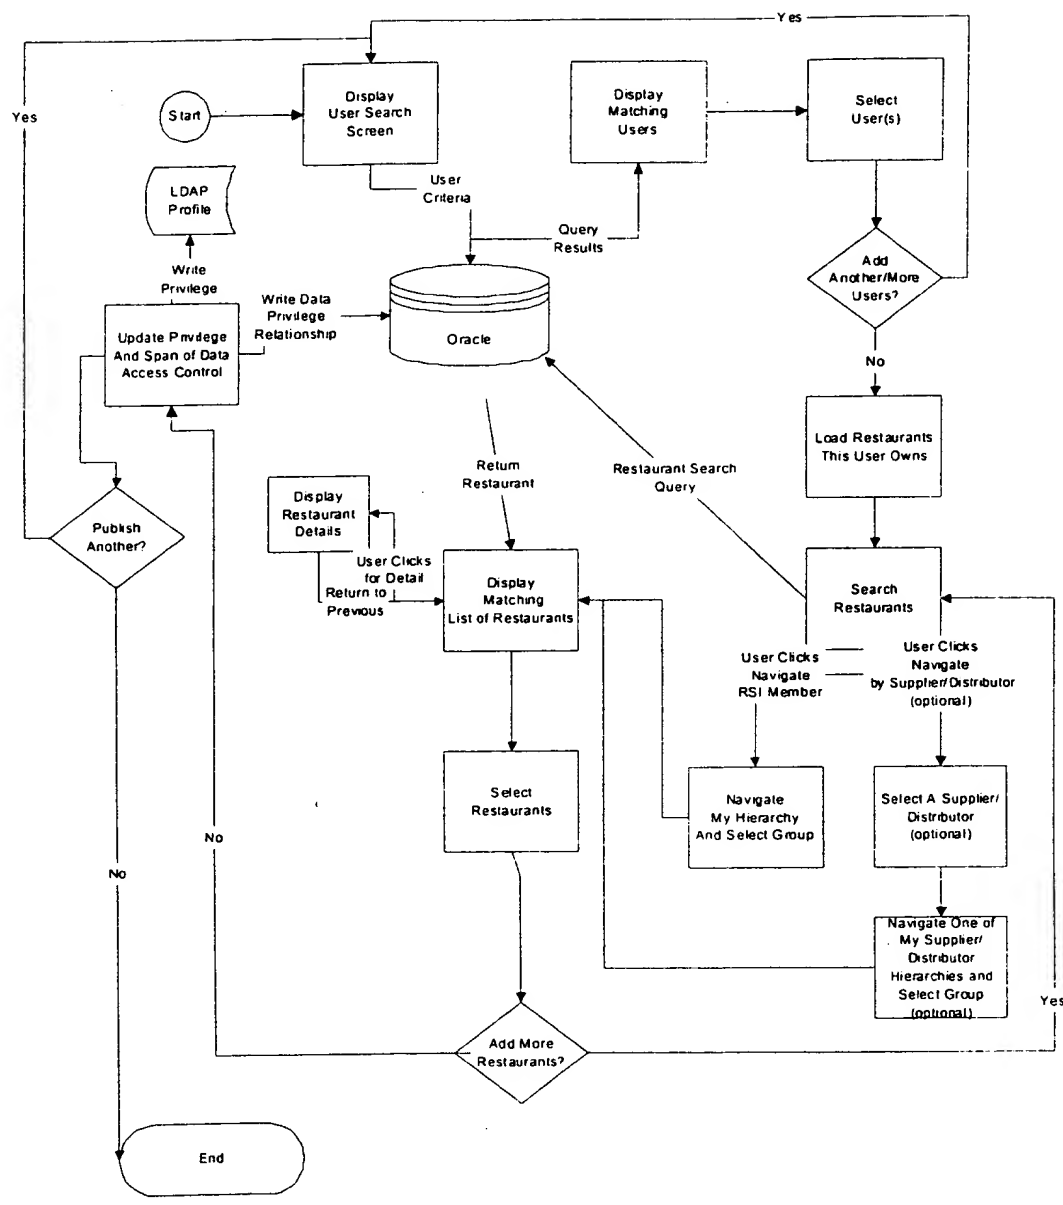 Yes
Yes
Start
Display
User Search
Screen
Display
Matching
Users
Select
User(s)
LDAP
Profile
User
Criteria
Query
Results
Write
Privilege
Write Data
Privilege
Relationship
Add
Another/More
Users?
Update Privilege
And Span of Data
Access Control
Oracle
No
Load Restaurants
This User Owns
Return
Restaurant
Restaurant Search
Query
Display
Restaurant
Details
Publish
Another?
User Clicks
for Detail
Return to
Previous
Display
Matching
List of Restaurants
Search
Restaurants
User Clicks
Navigate
RSI Member
User Clicks
Navigate
by Supplier/Distributor
(optional)
Select
Restaurants
Navigate
My Hierarchy
And Select Group
Select A Supplier/
Distributor
(optional)
No
No
Navigate One of
My Supplier/
Distributor
Hierarchies and
Select Group
(optional)
Yes
Add More
Restaurants?
End